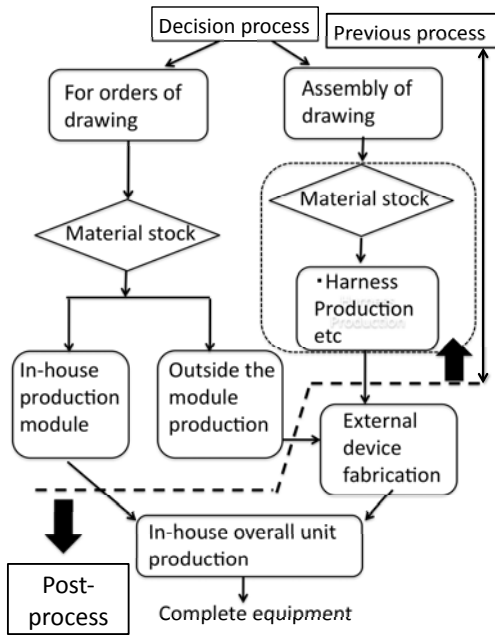 Decision process
Previous process
For orders of
drawing
Assembly of
drawing
Material stock
Material stock
・Harness
Production
etc
In-house
production
module
Outside the
module
production
External
device
fabrication
In-house overall unit
production
Post-
process
Complete equipment